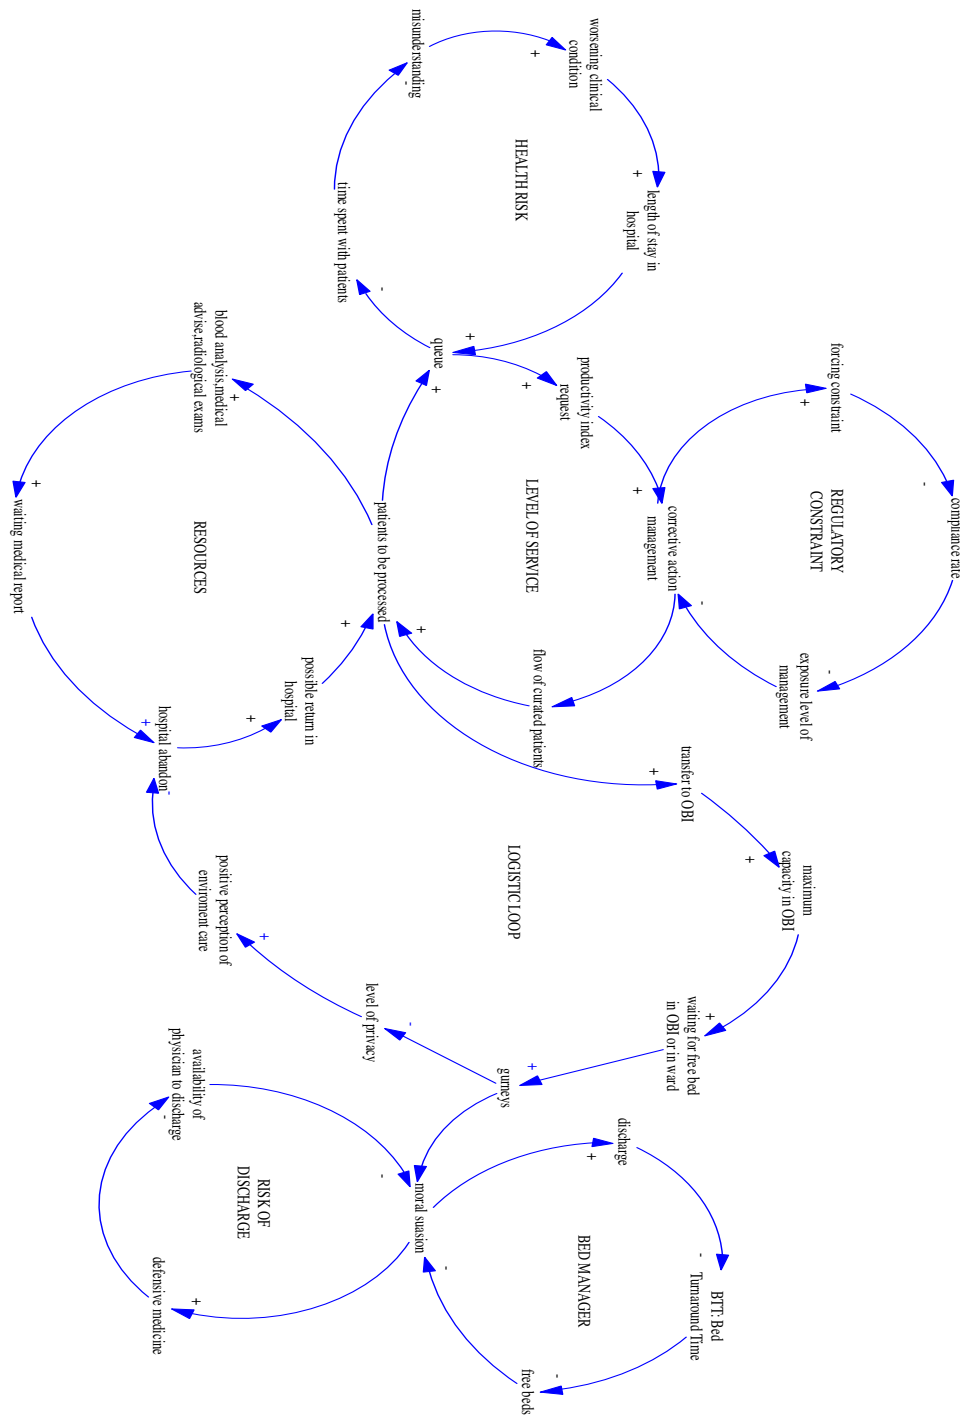 compliance rate
forcing constraint
REGULATORY
CONSTRAINT
exposure level of
management
maximum
capacity in OBI
BTT: Bed
Turnaround Time
worsening clinical
condition
length of stay in
hospital
corrective action
management
transfer to OBI
waiting for free bed
in OBI or in ward
discharge
productivity index
request
BED MANAGER
HEALTH RISK
LEVEL OF SERVICE
flow of curated patients
LOGISTIC LOOP
gurneys
free beds
misunderstanding
queue
moral suasion
time spent with patients
patients to be processed
level of privacy
possible return in
hospital
RISK OF
DISCHARGE
blood analysis,medical
advise,radiological exams
RESOURCES
positive perception of
enviroment care
availability of
physician to discharge
hospital abandon
defensive medicine
waiting medical report